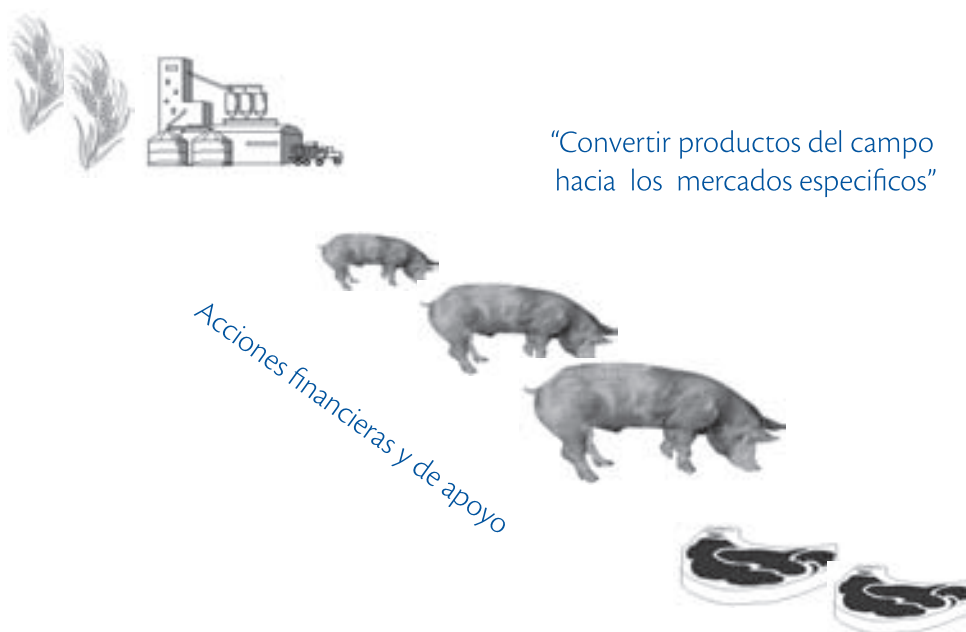 “Convertir productos del campo
hacia los mercados especificos”
Acciones financieras y de apoyo